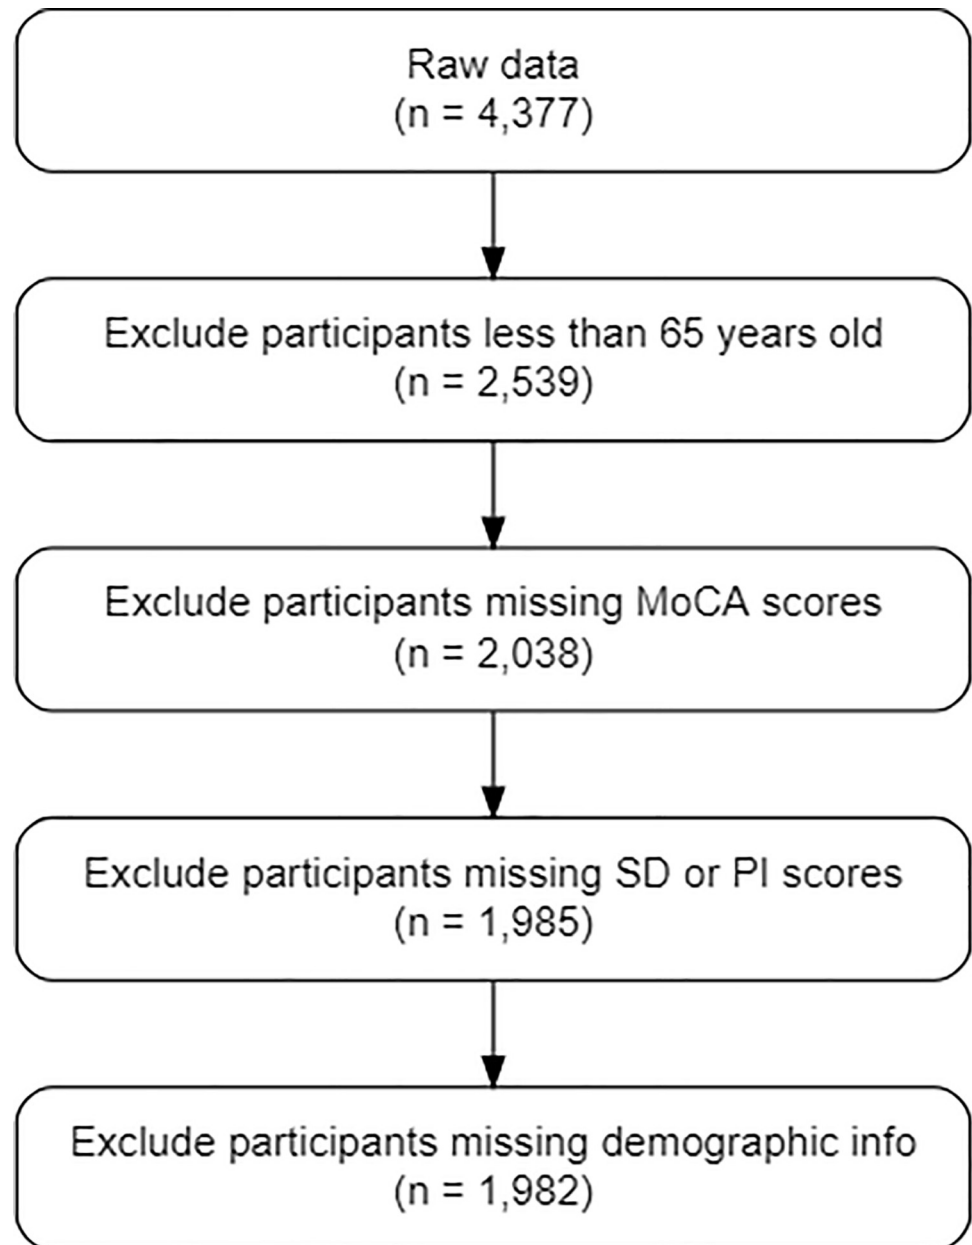 Raw data
(n = 4,377)
Exclude participants less than 65 years old
(n = 2,539)
Exclude participants missing MoCA scores
(n = 2,038)
Exclude participants missing SD or PI scores
(n = 1,985)
Exclude participants missing demographic info
(n = 1,982)